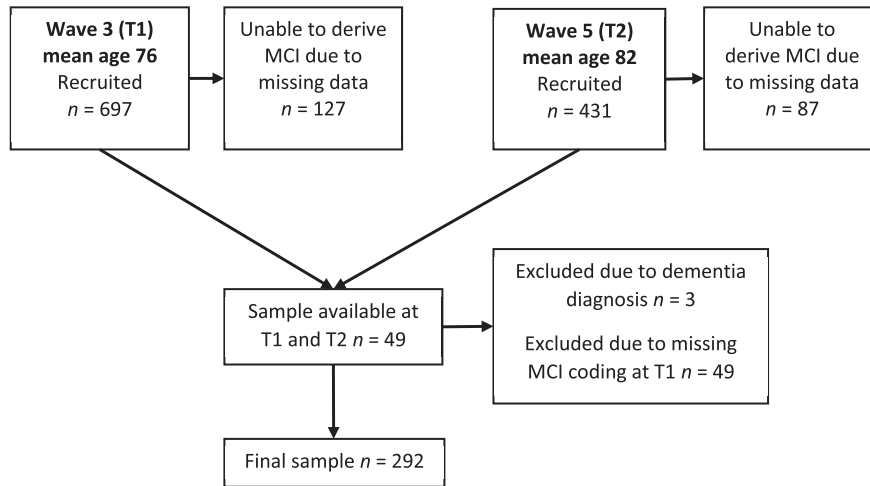 Wave 3 (T1)
mean age 76
Recruited
n = 697
Unable to derive
MCI due to
missing data
n = 127
Wave 5 (T2)
mean age 82
Recruited
n = 431
Unable to
derive MCI due
to missing data
n = 87
Sample available at
T1 and T2 n = 49
Excluded due to dementia
diagnosis n = 3
Excluded due to missing
MCI coding at T1 n = 49
Final sample n = 292